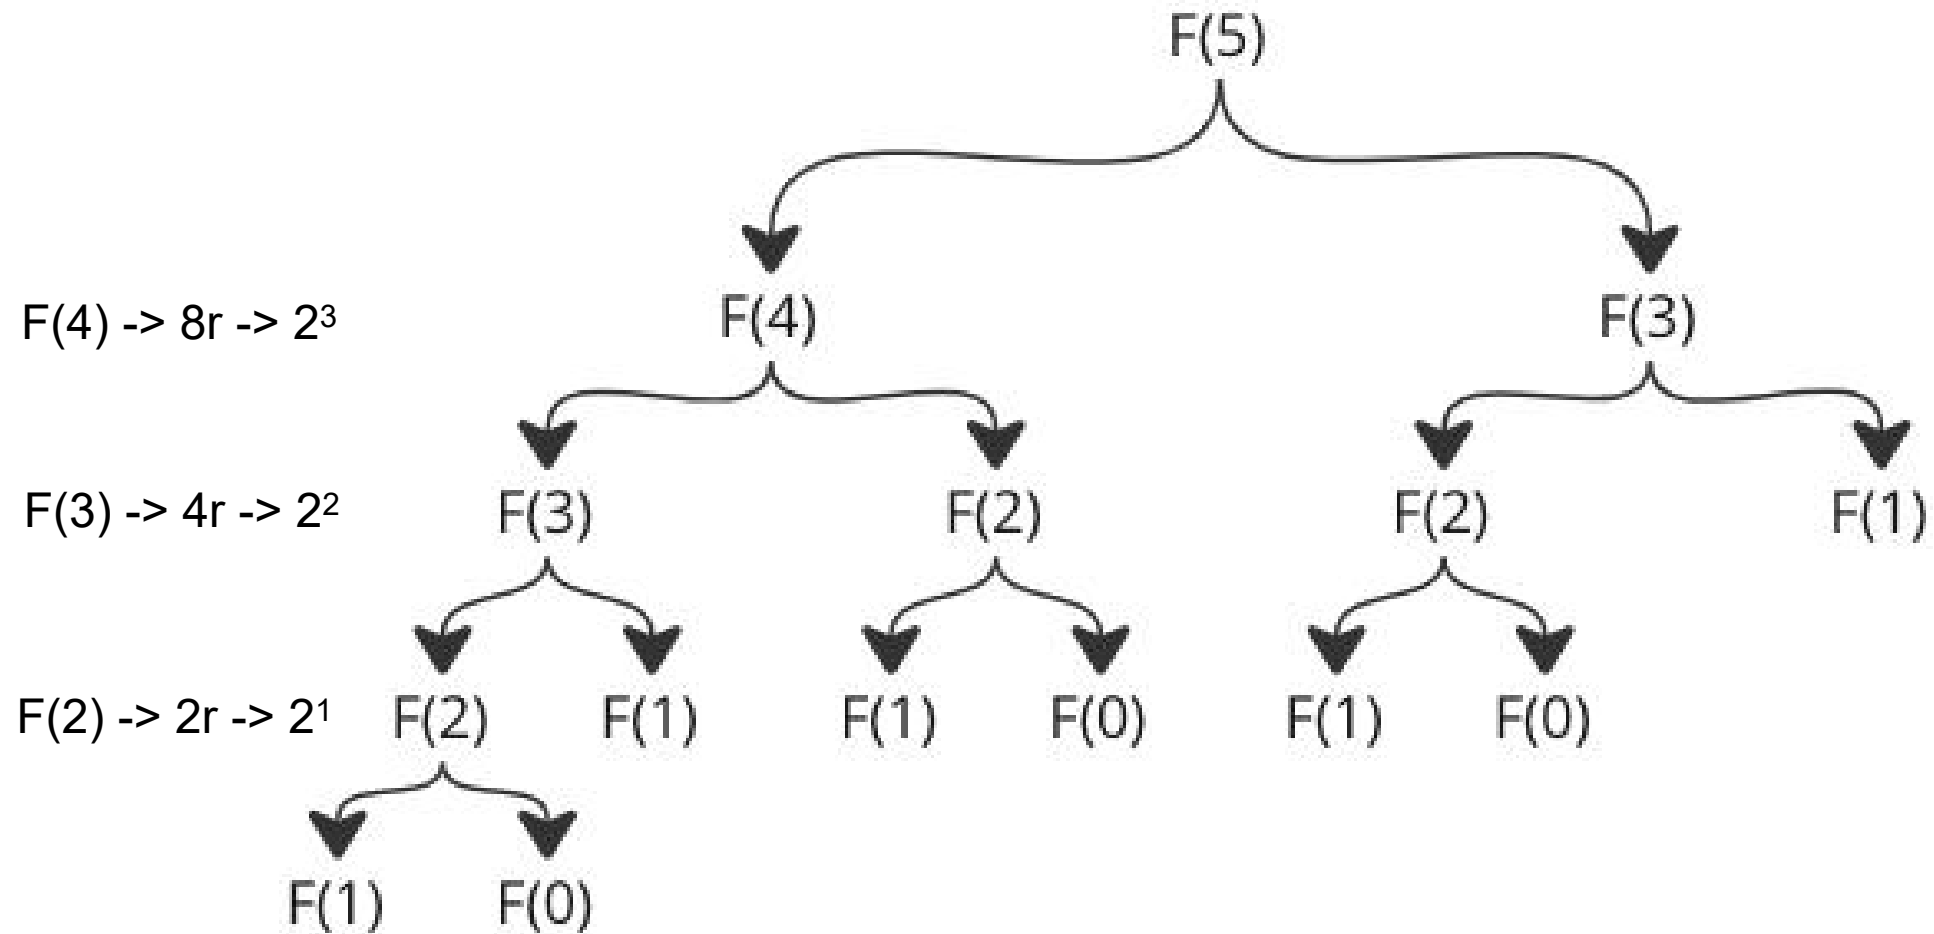 F(5)
F(4) -> 8r -> 2³ F(4) F(3)
F(3) -> 4r -> 2² F(3) F(2) F(2) F(1)
F(2) -> 2r -> 2¹ F(2) F(1) F(1) F(0) F(1) F(0)
F(1) F(0)